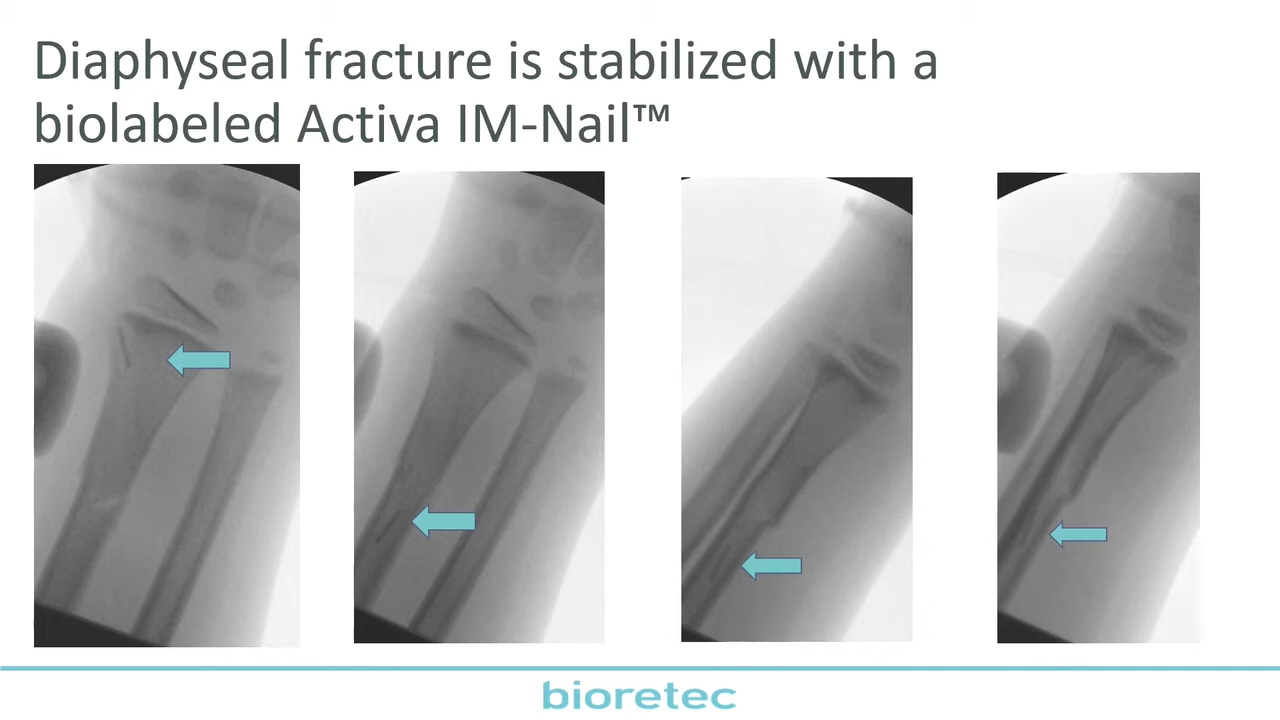 Diaphyseal fracture is stabilized with a
biolabeled Activa IM-Nail™
bioretec